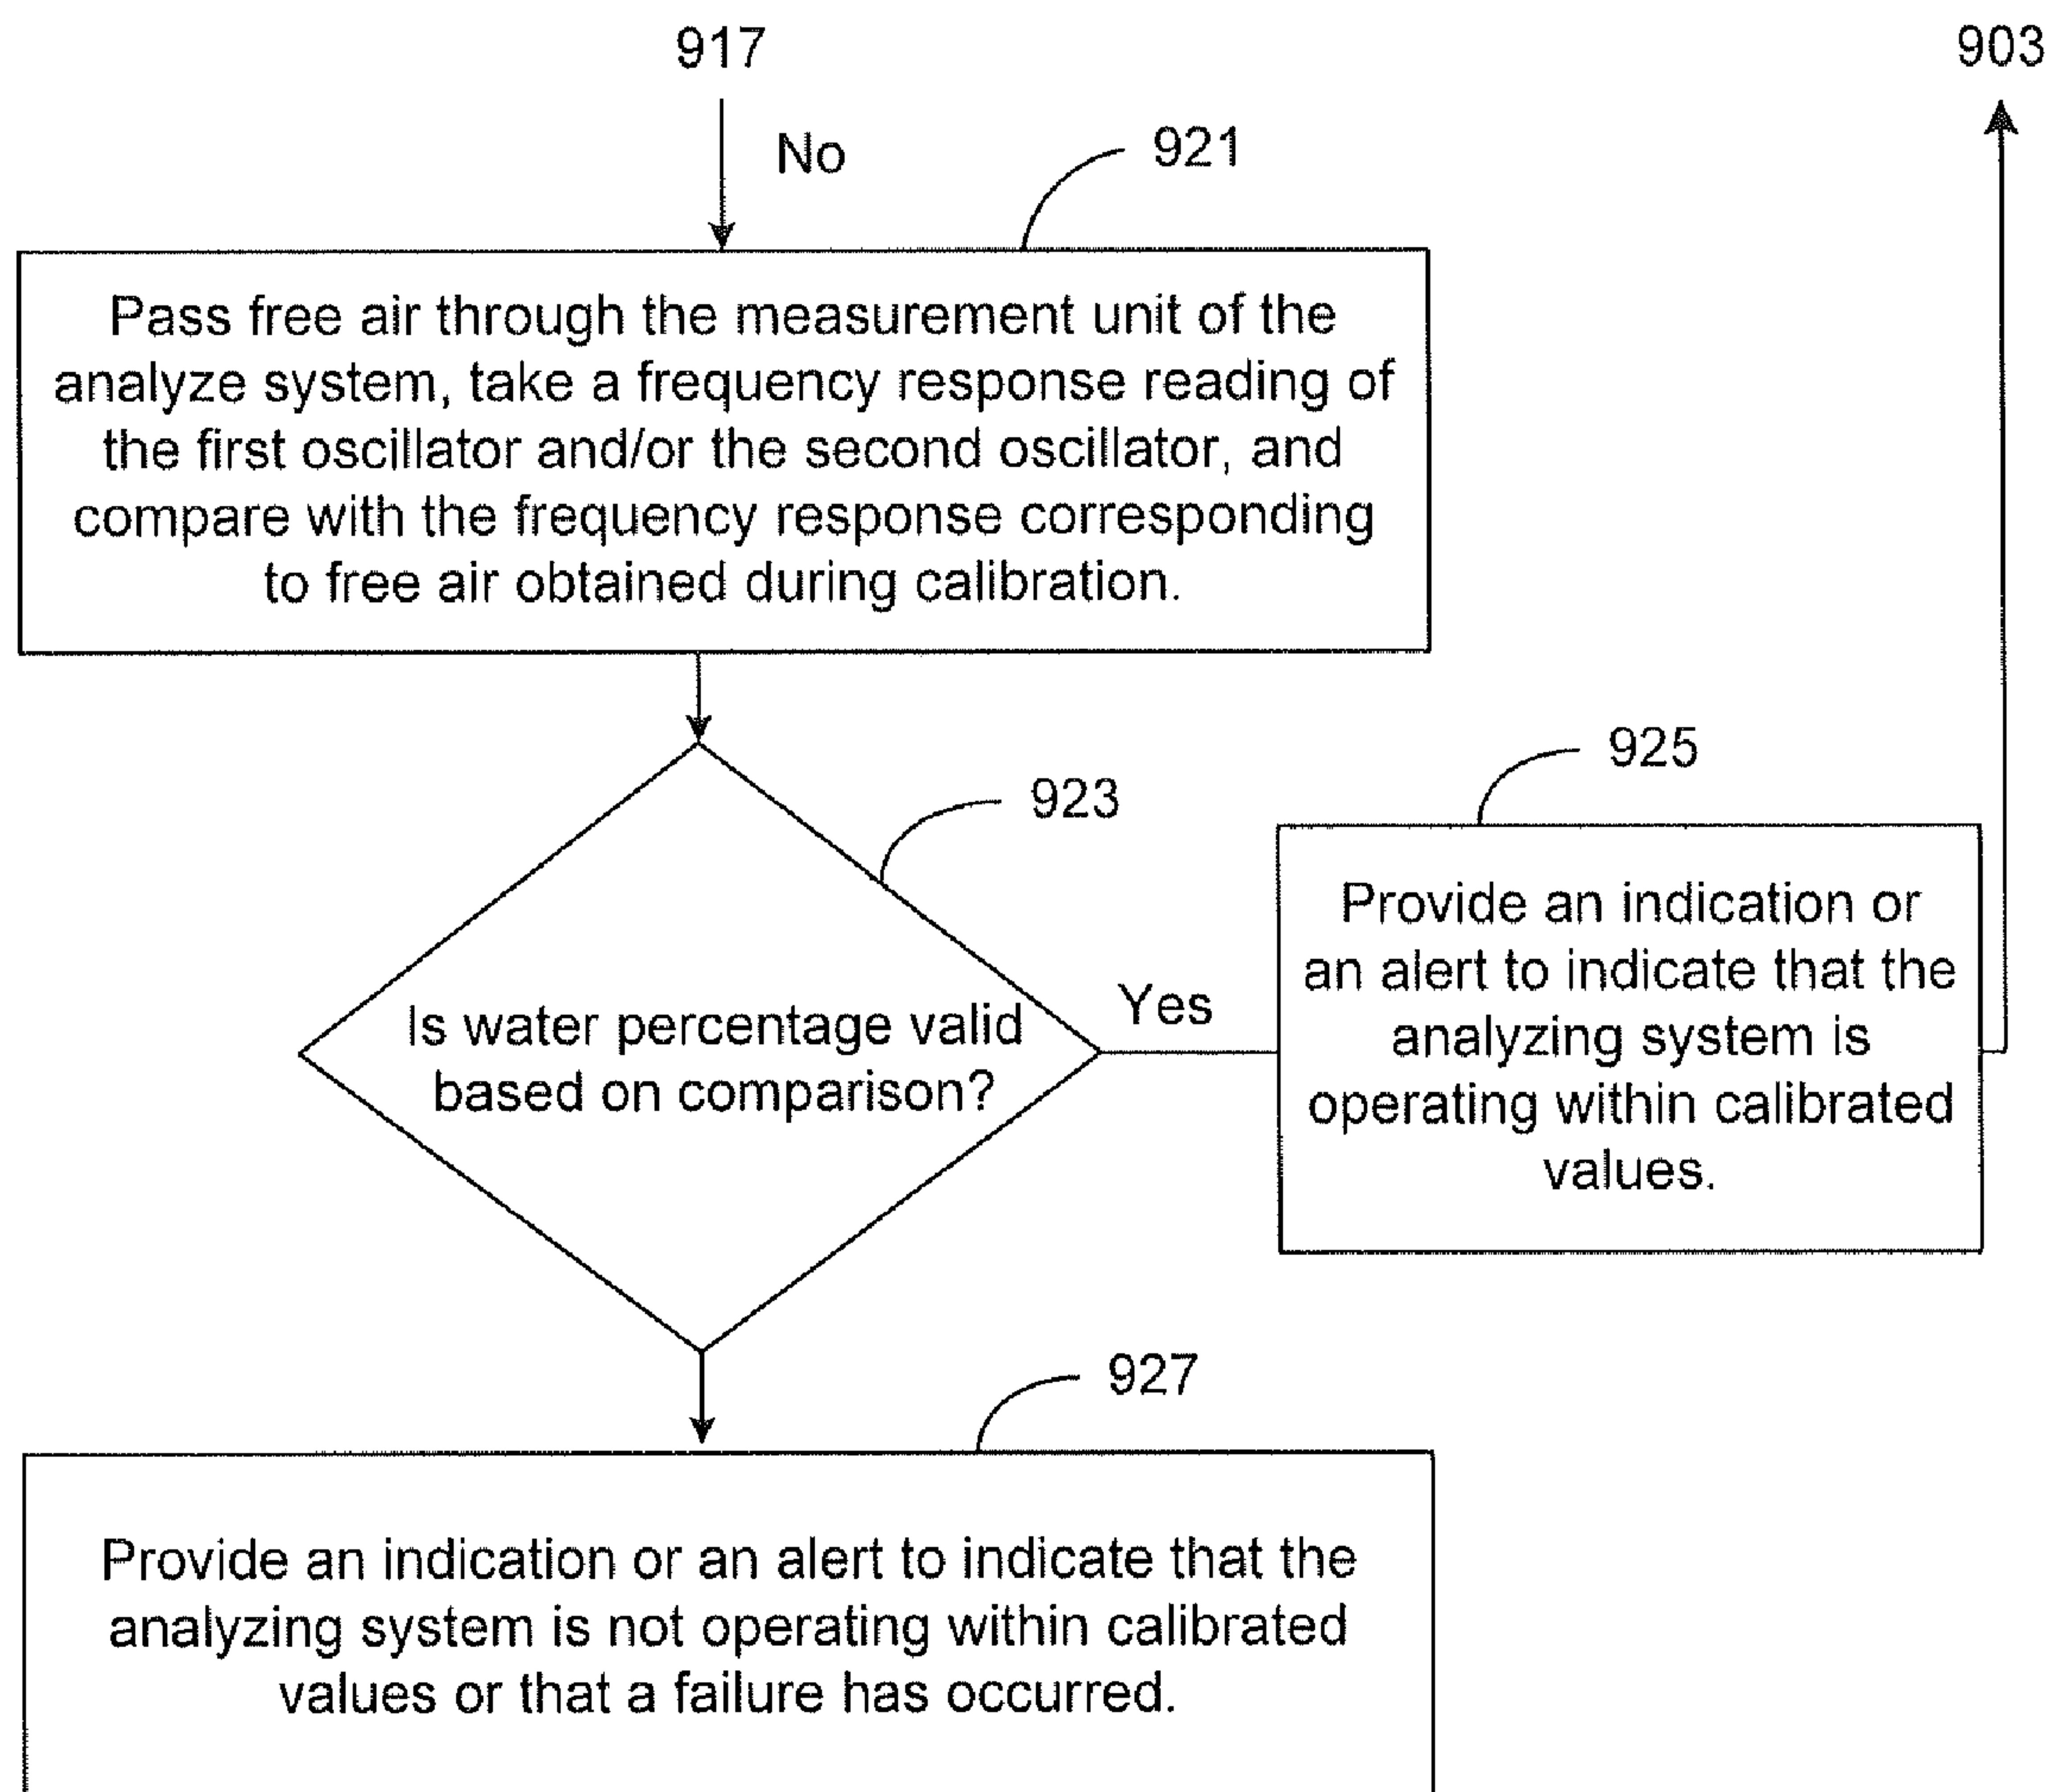 917
903
No
921
Pass free air through the measurement unit of the
analyze system, take a frequency response reading of
the first oscillator and/or the second oscillator, and
compare with the frequency response corresponding
to free air obtained during calibration.
925
923
Provide an indication or
an alert to indicate that the
analyzing system is
operating within calibrated
values.
Yes
Is water percentage valid
based on comparison?
927
Provide an indication or an alert to indicate that the
analyzing system is not operating within calibrated
values or that a failure has occurred.